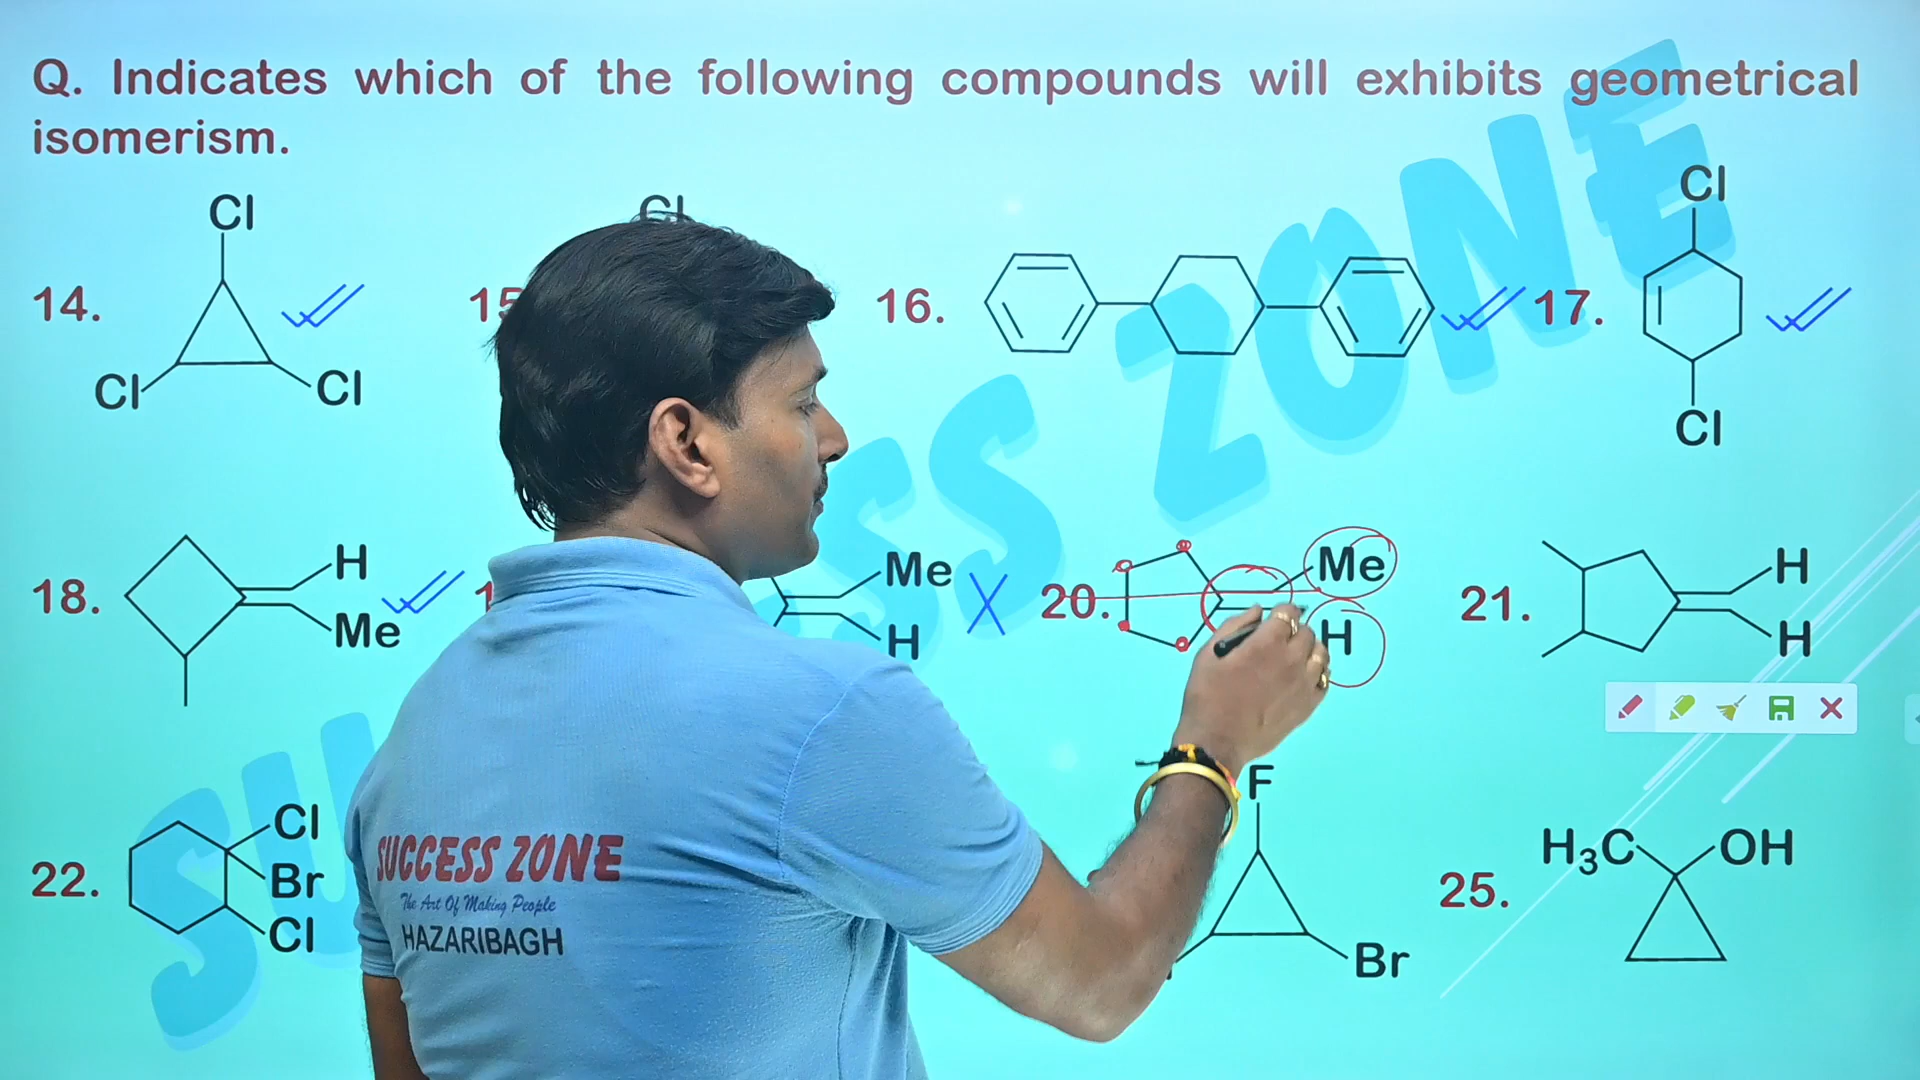 Q. Indicates which of the following compounds will exhibits geometrical
isomerism.
14.
Cl
Cl
Cl
Cl
16.
17.
Cl
Cl
18.
H
Me
Me
H
20.
Me
H
21.
H
H
22.
Cl
Br
Cl
F
Br
25.
H₃C
OH
SUCCESS ZONE
The Art Of Making People
HAZARIBAGH